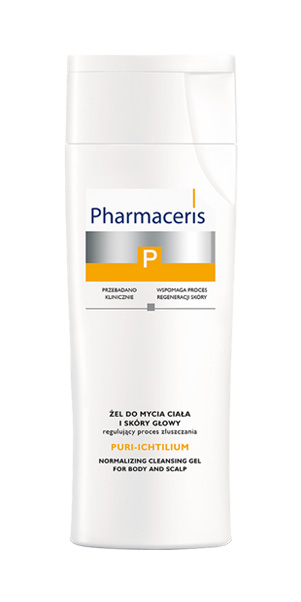 Pharmaceris
P
PRZEBADANO
KLINICZNIE
WSPOMAGA PROCES
REGENERACJI SKÓRY
ŻEL DO MYCIA CIAŁA
I SKÓRY GŁOWY
regulujący proces złuszczania
PURI-ICHTILIUM
NORMALIZING CLEANSING GEL
FOR BODY AND SCALP